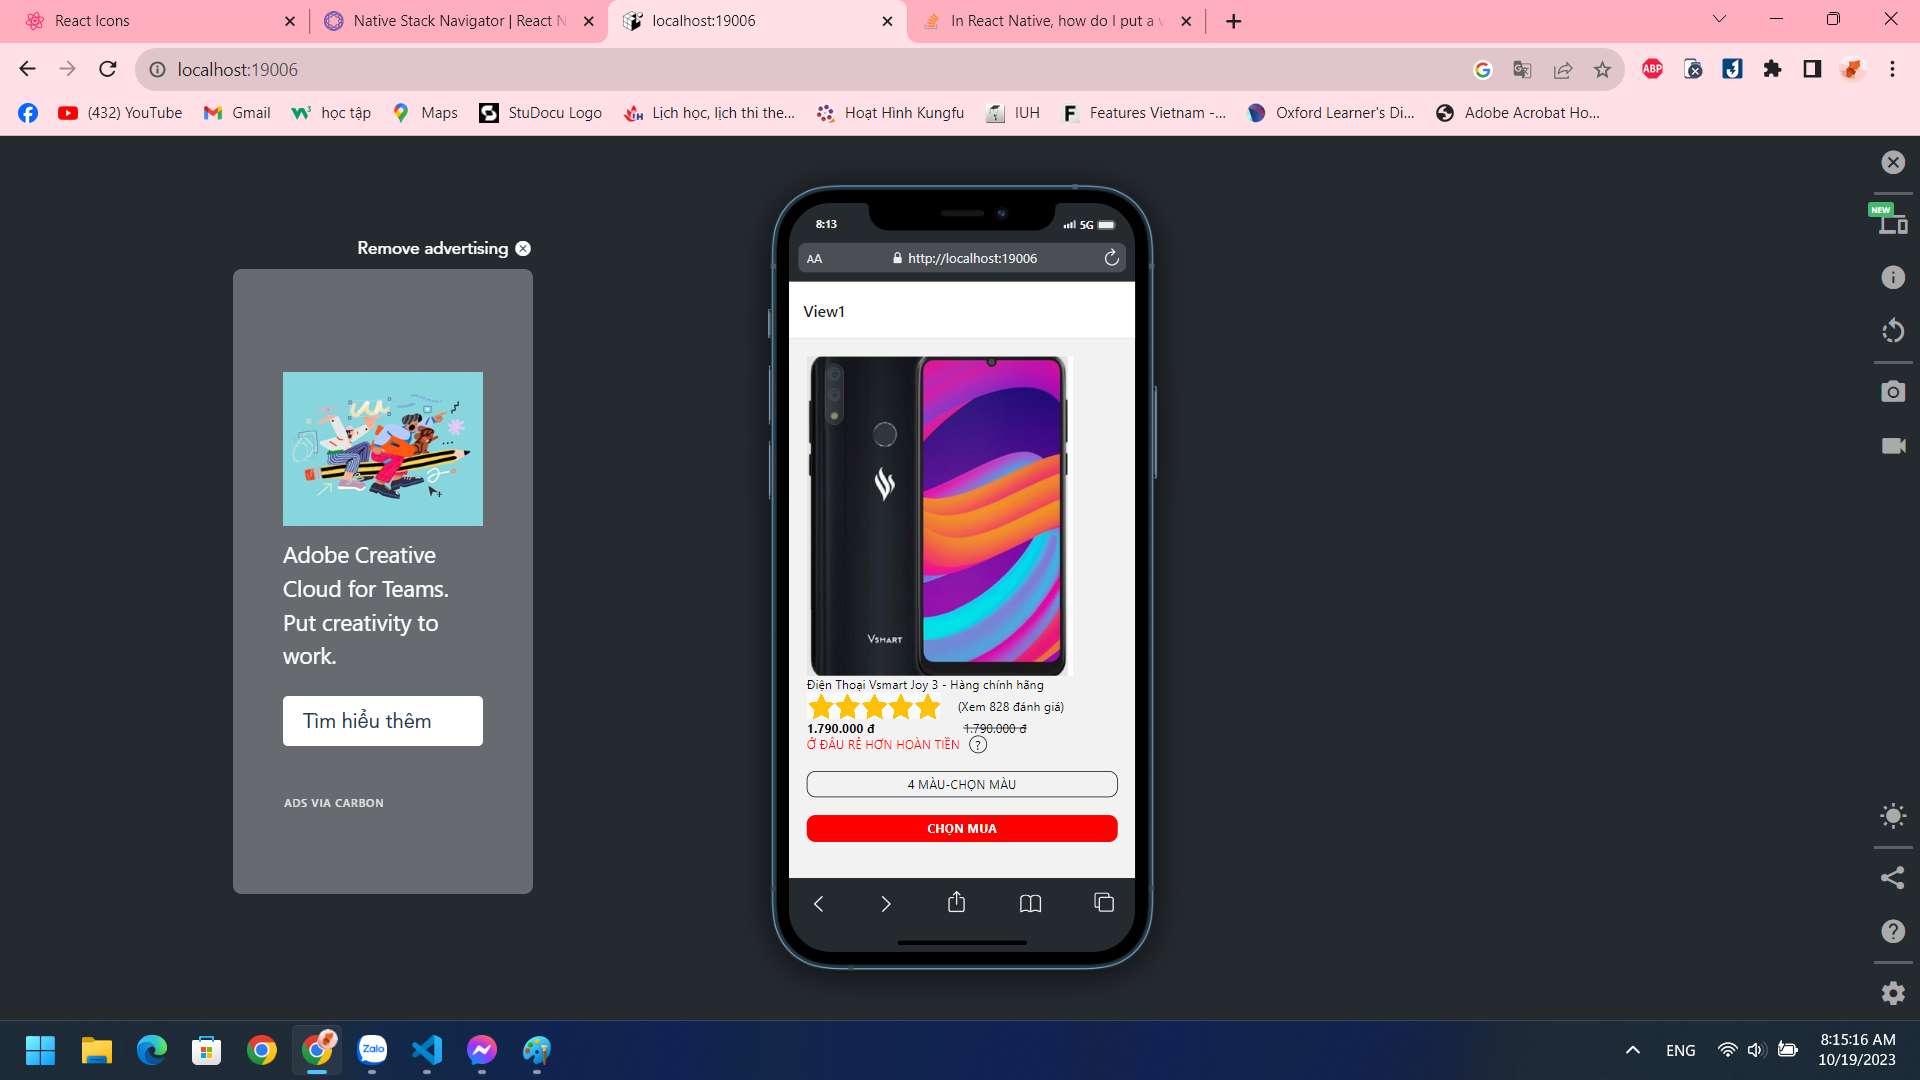 React Icons
Native Stack Navigator | React N
localhost:19006
In React Native, how do I put a v
localhost:19006
ABP
(432) YouTube
Gmail
học tập
Maps
StuDocu Logo
Lịch học, lịch thi the...
Hoạt Hình Kungfu
IUH
Features Vietnam -...
Oxford Learner's Di...
Adobe Acrobat Ho...
NEW
Remove advertising
Adobe Creative
Cloud for Teams.
Put creativity to
work.
Tìm hiểu thêm
ADS VIA CARBON
8:13
5G
AA
http://localhost:19006
View1
VSMART
Điện Thoại Vsmart Joy 3 - Hàng chính hãng
(Xem 828 đánh giá)
1.790.000 đ
1.790.000 đ
Ở ĐÂU RẺ HƠN HOÀN TIỀN
?
4 MÀU-CHỌN MÀU
CHỌN MUA
Zalo
ENG
8:15:16 AM
10/19/2023